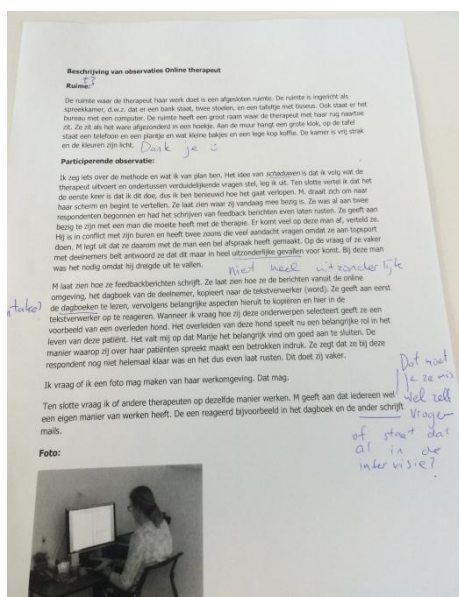 Beschrijving van observaties Online therapeut
t3
Ruimte:
De ruimte waar de therapeut haar werk doet is een afgesloten ruimte. De ruimte is ingericht als
spreekkamer, d.w.z. dat er een bank staat, twee stoelen, en een tafeltje met tissues. Ook staat er het
bureau met een computer. De ruimte heeft een groot raam waar de therapeut met haar rug naartoe
zit. Ze zit als het ware afgezonderd in een hoekje. Aan de muur hangt een grote klok, op de tafel
staat een telefoon en een plantje en wat kleine bakjes en een lege kop koffie. De kamer is vrij strak
en de kleuren zijn licht. Dank je
Participerende observatie:
Ik zeg iets over de methode en wat ik van plan ben. Het idee van schaduwen is dat ik volg wat de
therapeut uitvoert en ondertussen verduidelijkende vragen stel, leg ik uit. Ten slotte vertel ik dat het
de eerste keer is dat ik dit doe, dus ik ben benieuwd hoe het gaat verlopen. M. draait zich om naar
haar scherm en begint te vertellen. Ze laat zien waar zij vandaag mee bezig is. Ze was al aan twee
respondenten begonnen en had het schrijven van feedback berichten even laten rusten. Ze geeft aan
bezig te zijn met een man die moeite heeft met de therapie. Er komt veel op deze man af, vertelt ze.
Hij is in conflict met zijn buren en heeft twee zoons die veel aandacht vragen omdat ze aan topsport
doen. M legt uit dat ze daarom met de man een bel afspraak heeft gemaakt. Op de vraag of ze vaker
met deelnemers belt antwoord ze dat dit maar in heel uitzonderlijke gevallen voor komt. Bij deze man
was het nodig omdat hij dreigde uit te vallen. niet heel uitzonderlijk
M laat zien hoe ze feedbackberichten schrijft. Ze laat zien hoe ze de berichten vanuit de online
omgeving, het dagboek van de deelnemer, kopieert naar de tekstverwerker (word). Ze gaat aan eerst
ntake? de dagboeken te lezen, vervolgens belangrijke aspecten hieruit te kopiëren en hier in de
tekstverwerker op te reageren. Wanneer ik vraag hoe zij deze onderwerpen selecteert geeft ze een
voorbeeld van een overleden hond. Het overleiden van deze hond speelt nu een belangrijke rol in het
leven van deze patiënt. Het valt mij op dat Marije het belangrijk vind om goed aan te sluiten. De
manier waarop zij over haar patiënten spreekt maakt een betrokken indruk. Ze zegt dat ze bij deze
respondent nog niet helemaal klaar was en het dus even laat rusten. Dit doet zij vaker.
Ik vraag of ik een foto mag maken van haar werkomgeving. Dat mag.
Ten slotte vraag ik of andere therapeuten op dezelfde manier werken. M geeft aan dat iedereen wel
een eigen manier van werken heeft. De een reageerd bijvoorbeeld in het dagboek en de ander schrijft
mails.
Dat moet
je ze
wel zelf
vragen
of staat dat
al in de
intervisie?
Foto: